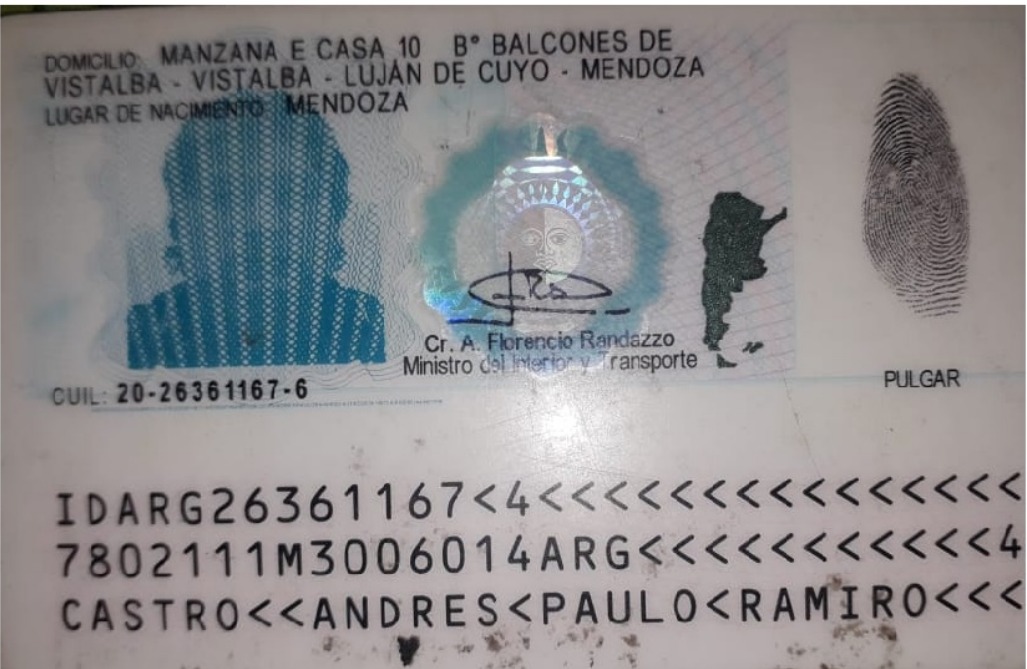 DOMICILIO: MANZANA E CASA 10 Bº BALCONES DE
VISTALBA - VISTALBA - LUJÁN DE CUYO - MENDOZA
LUGAR DE NACIMIENTO: MENDOZA
Cr. A. Florencio Randazzo
Ministro del Interior y Transporte
PULGAR
CUIL: 20-26361167-6
IDARG26361167<4<<<<<<<<<<<<<<<
7802111M3006014ARG<<<<<<<<<<<4
CASTRO<<ANDRES<PAULO<RAMIRO<<<